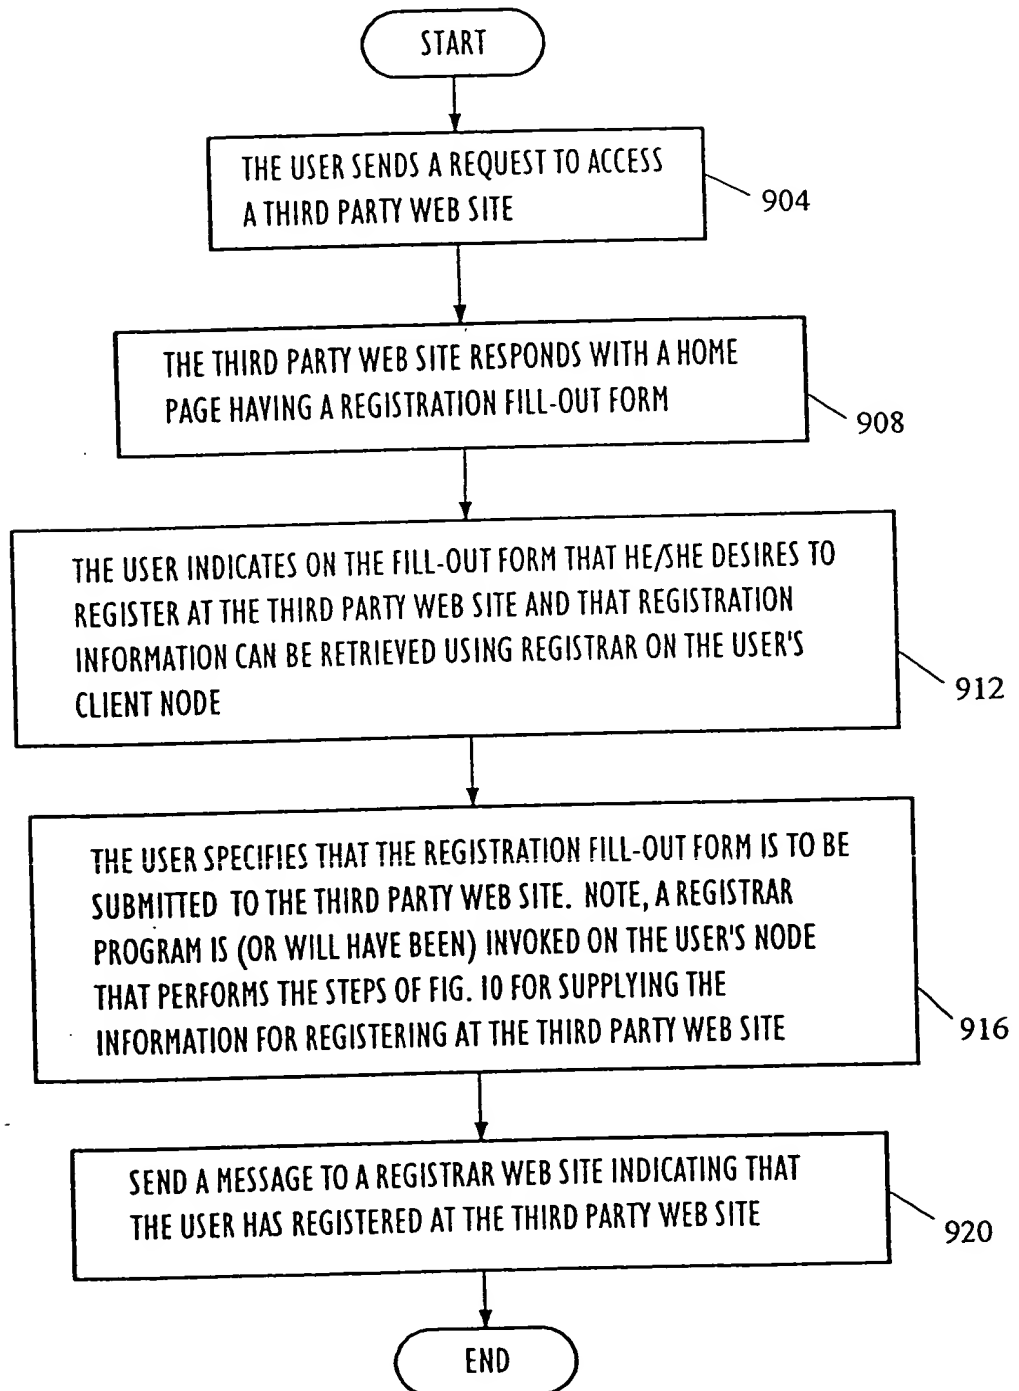 START
THE USER SENDS A REQUEST TO ACCESS
A THIRD PARTY WEB SITE
904
THE THIRD PARTY WEB SITE RESPONDS WITH A HOME
PAGE HAVING A REGISTRATION FILL-OUT FORM
908
THE USER INDICATES ON THE FILL-OUT FORM THAT HE/SHE DESIRES TO
REGISTER AT THE THIRD PARTY WEB SITE AND THAT REGISTRATION
INFORMATION CAN BE RETRIEVED USING REGISTRAR ON THE USER'S
CLIENT NODE
912
THE USER SPECIFIES THAT THE REGISTRATION FILL-OUT FORM IS TO BE
SUBMITTED TO THE THIRD PARTY WEB SITE. NOTE, A REGISTRAR
PROGRAM IS (OR WILL HAVE BEEN) INVOKED ON THE USER'S NODE
THAT PERFORMS THE STEPS OF FIG. 10 FOR SUPPLYING THE
INFORMATION FOR REGISTERING AT THE THIRD PARTY WEB SITE
916
SEND A MESSAGE TO A REGISTRAR WEB SITE INDICATING THAT
THE USER HAS REGISTERED AT THE THIRD PARTY WEB SITE
920
END